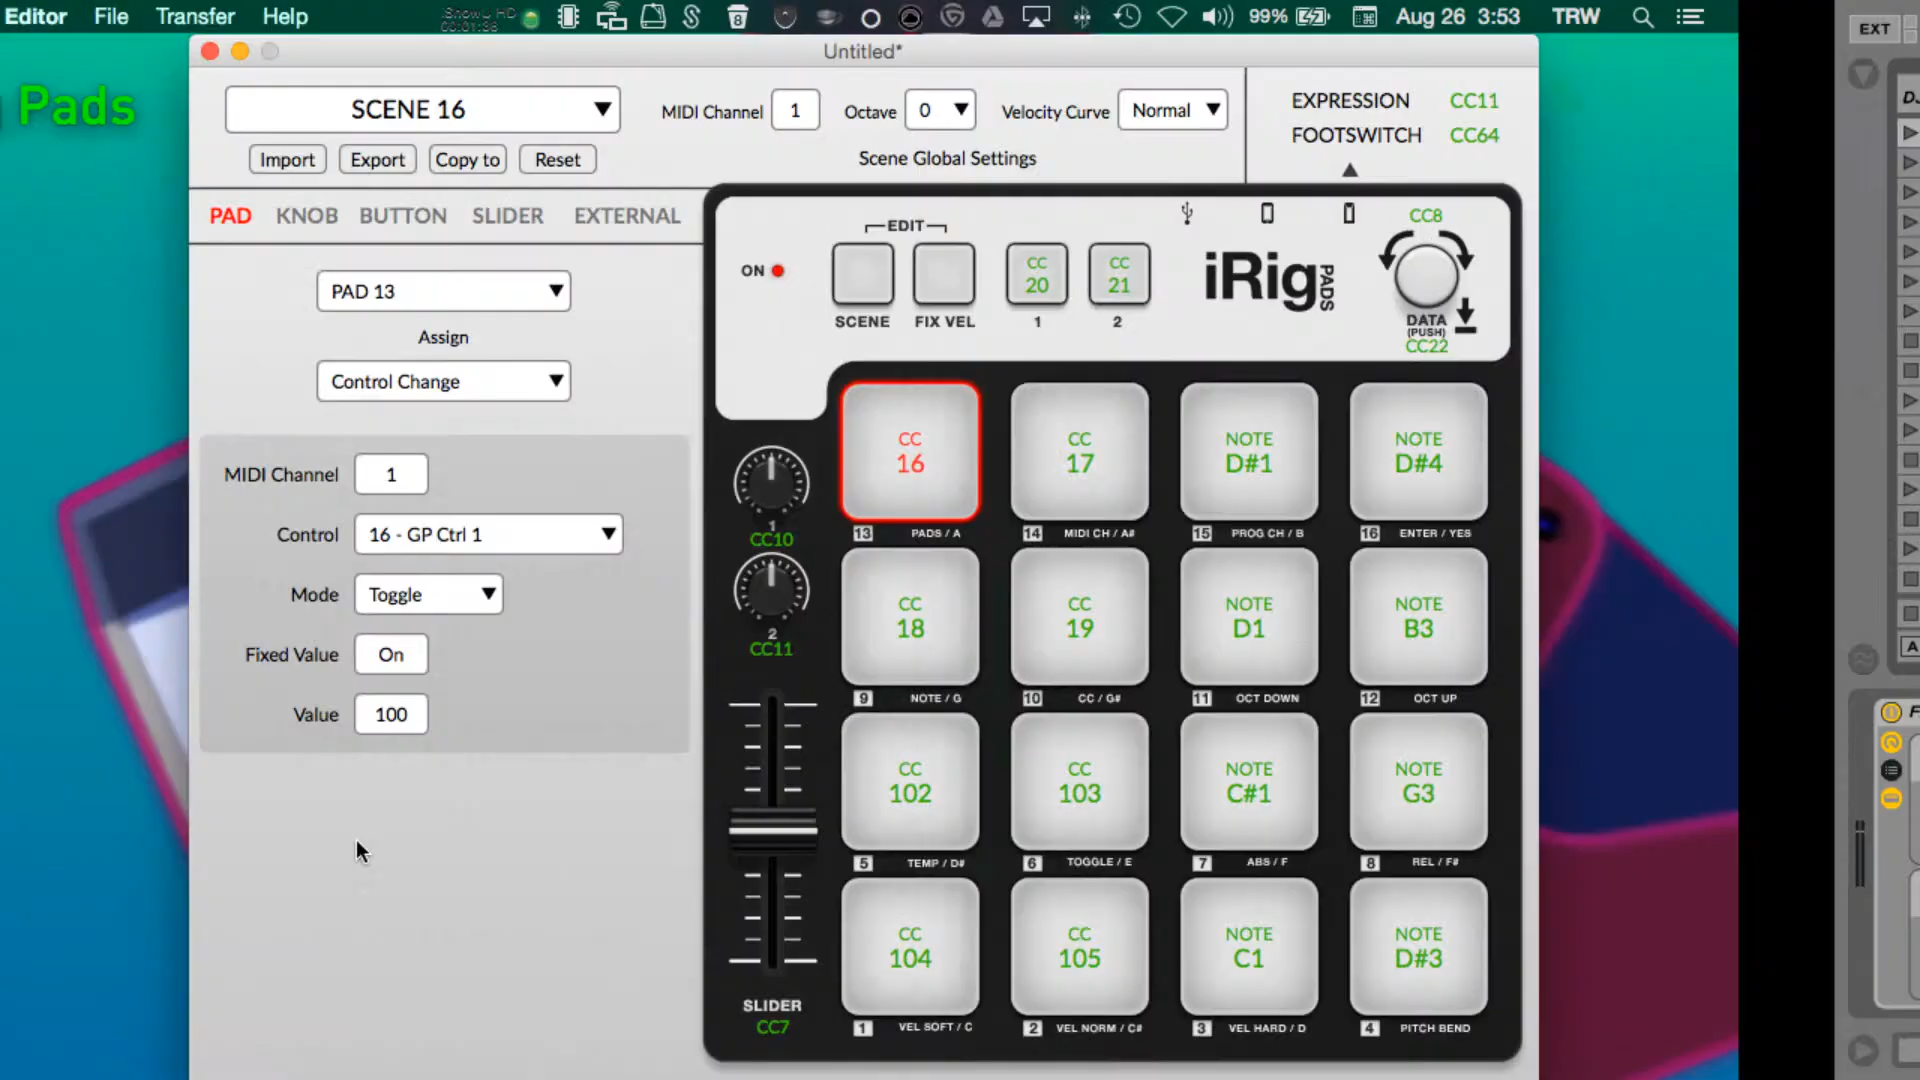 Editor File Transfer Help 8 99% Aug 26 3:53 TRW
Untitled*
Pads
SCENE 16
MIDI Channel 1 Octave 0 Velocity Curve Normal
Import Export Copy to Reset
Scene Global Settings
EXPRESSION CC11
FOOTSWITCH CC64
PAD KNOB BUTTON SLIDER EXTERNAL
PAD 13
Assign
Control Change
MIDI Channel 1
Control 16 - GP Ctrl 1
Mode Toggle
Fixed Value On
Value 100
EDIT
ON
SCENE
FIX VEL
CC 20
1
CC 21
2
iRig PADS
CC8
DATA
(PUSH)
CC22
1
CC10
2
CC11
SLIDER
CC7
CC 16
CC 17
NOTE D#1
NOTE D#4
13 PADS / A
14 MIDI CH / A#
15 PROG CH / B
16 ENTER / YES
CC 18
CC 19
NOTE D1
NOTE B3
9 NOTE / G
10 CC / G#
11 OCT DOWN
12 OCT UP
CC 102
CC 103
NOTE C#1
NOTE G3
5 TEMP / D#
6 TOGGLE / E
7 ABS / F
8 REL / F#
CC 104
CC 105
NOTE C1
NOTE D#3
1 VEL SOFT / C
2 VEL NORM / C#
3 VEL HARD / D
4 PITCH BEND
EXT
A